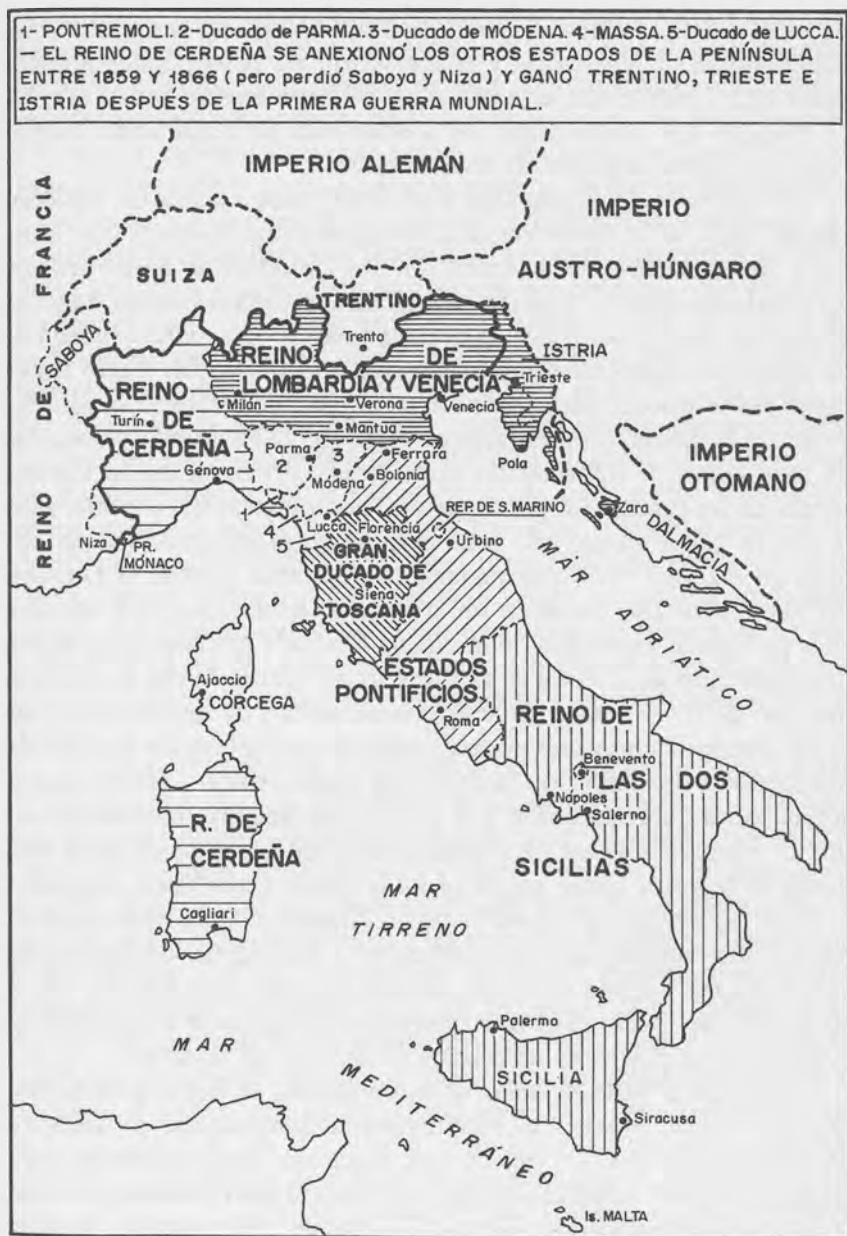 1- PONTREMOLI. 2-Ducado de PARMA. 3-Ducado de MÓDENA. 4-MASSA. 5-Ducado de LUCCA.
— EL REINO DE CERDEÑA SE ANEXIONÓ LOS OTROS ESTADOS DE LA PENÍNSULA
ENTRE 1859 Y 1866 (pero perdió Saboya y Niza) Y GANÓ TRENTINO, TRIESTE E
ISTRIA DESPUÉS DE LA PRIMERA GUERRA MUNDIAL.
IMPERIO ALEMÁN
IMPERIO
AUSTRO-HÚNGARO
REINO DE FRANCIA
SUIZA
SABOYA
TRENTINO
Trento
ISTRIA
REINO DE
LOMBARDIA Y VENECIA
Trieste
Milán
Verona
Venecia
Mantua
Pola
REINO
DE
CERDEÑA
Turín
Génova
Parma
2
3
Módena
Ferrara
Bolonia
IMPERIO
OTOMANO
1
4
5
Lucca
Florencia
REP. DE S. MARINO
Urbino
Zara
DALMACIA
Niza
PR.
MÓNACO
GRAN
DUCADO DE
Siena
TOSCANA
MAR
ADRIÁTICO
ESTADOS
PONTIFICIOS
Roma
Ajaccio
CÓRCEGA
REINO DE
LAS DOS
SICILIAS
Benevento
Nápoles
Salerno
R. DE
CERDEÑA
Cagliari
MAR
TIRRENO
Palermo
SICILIA
Siracusa
MAR
MEDITERRÁNEO
Is. MALTA